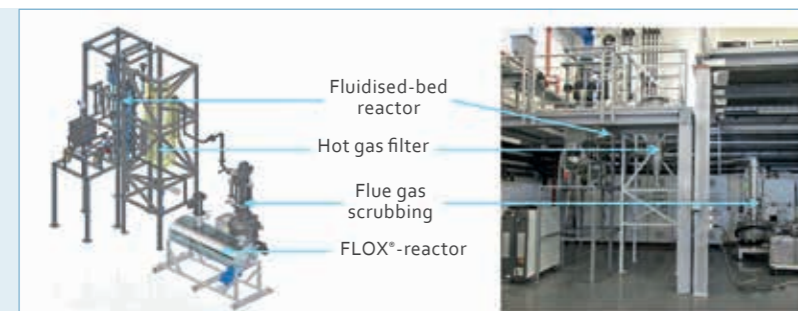 Fluidised-bed
reactor
Hot gas filter
Flue gas
scrubbing
FLOX®-reactor